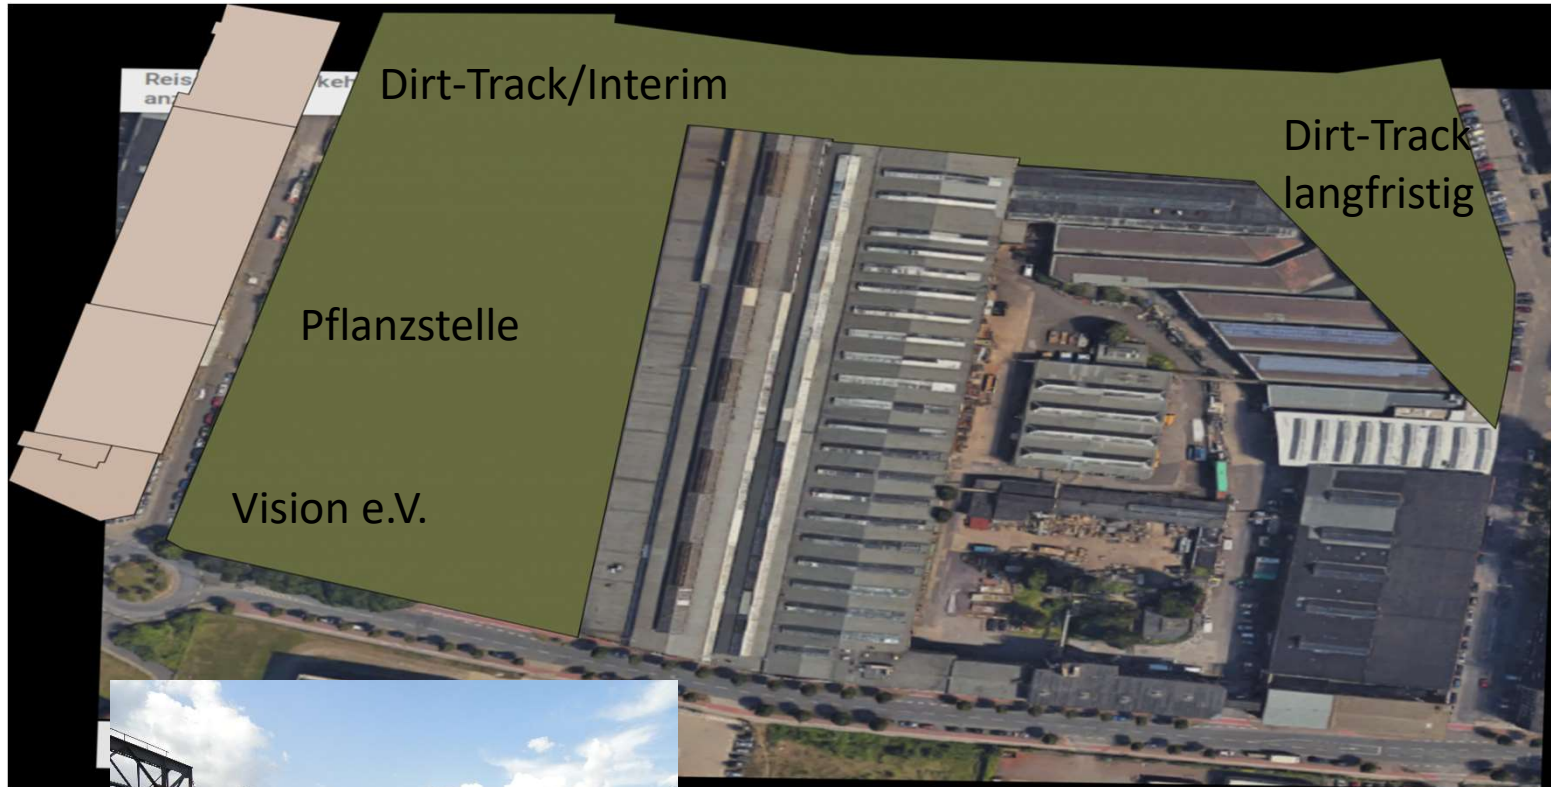 Dirt-Track/Interim
Dirt-Track
langfristig
Pflanzstelle
Vision e.V.